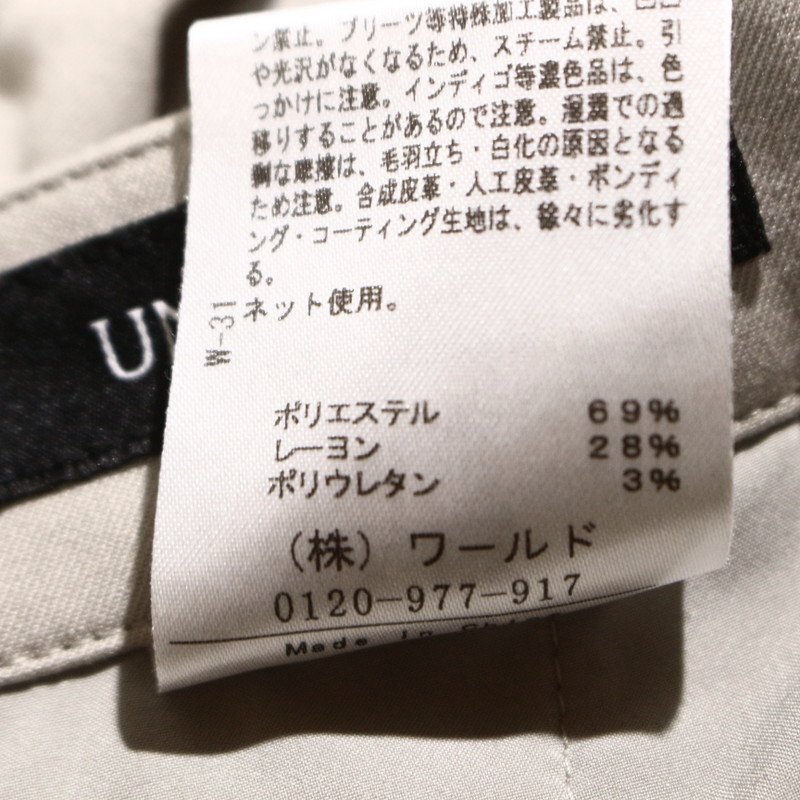 ン禁止。プリーツ等特殊加工製品は、凹凸
や光沢がなくなるため、スチーム禁止。引
っかけに注意。インディゴ等濃色品は、色
移りすることがあるので注意。湿潤での過
剰な摩擦は、毛羽立ち・白化の原因となる
ため注意。合成皮革・人工皮革・ボンディ
ング・コーティング生地は、徐々に劣化す
る。
ネット使用。
W-31
UN
ポリエステル 69%
レーヨン 28%
ポリウレタン 3%
(株)ワールド
0120-977-917
Made in